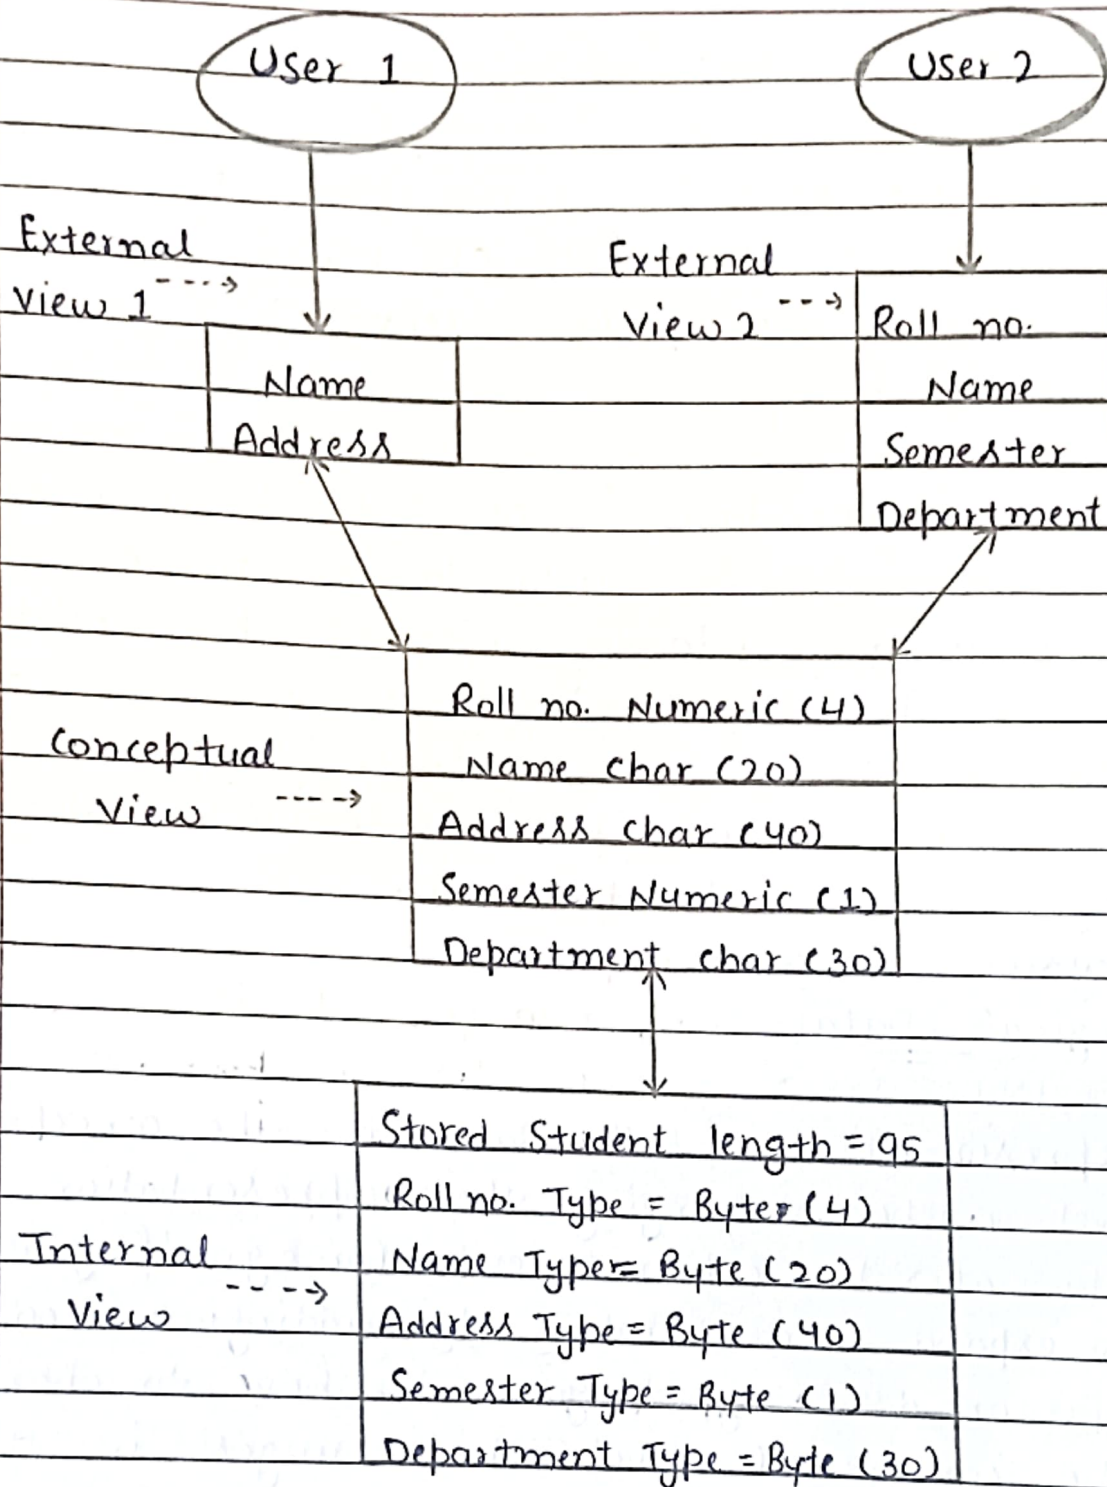 User 1
User 2
External
View 1
Name
Address
External
View 2
Roll no.
Name
Semester
Department
Conceptual
View
Roll no. Numeric (4)
Name Char (20)
Address Char (40)
Semester Numeric (1)
Department Char (30)
Internal
View
Stored Student length = 95
Roll no. Type = Byte (4)
Name Type = Byte (20)
Address Type = Byte (40)
Semester Type = Byte (1)
Department Type = Byte (30)